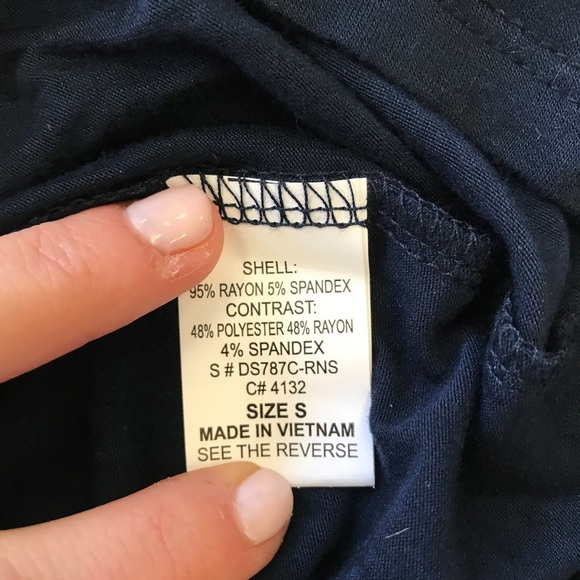 SHELL:
95% RAYON 5% SPANDEX
CONTRAST:
48% POLYESTER 48% RAYON
4% SPANDEX
S # DS787C-RNS
C# 4132
SIZE S
MADE IN VIETNAM
SEE THE REVERSE